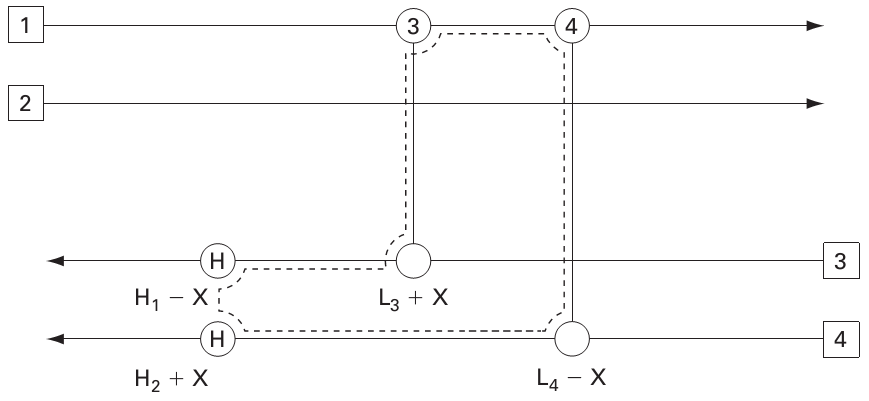 1
3
4
2
H
3
H₁ − X
L₃ + X
H
4
H₂ + X
L₄ − X